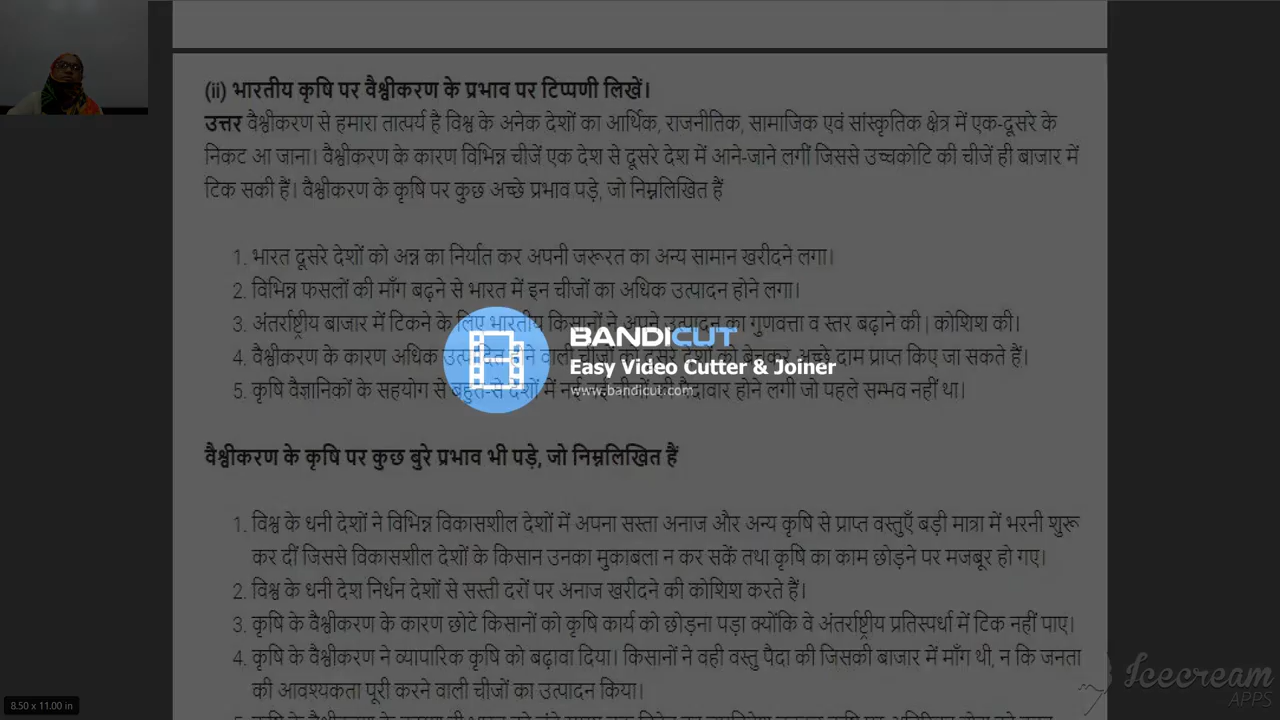 (ii) भारतीय कृषि पर वैश्वीकरण के प्रभाव पर टिप्पणी लिखें।
उत्तर वैश्वीकरण से हमारा तात्पर्य है विश्व के अनेक देशों का आर्थिक, राजनीतिक, सामाजिक एवं सांस्कृतिक क्षेत्र में एक-दूसरे के
निकट आ जाना। वैश्वीकरण के कारण विभिन्न चीजें एक देश से दूसरे देश में आने-जाने लगीं जिससे उच्चकोटि की चीजें ही बाजार में
टिक सकी हैं। वैश्वीकरण के कृषि पर कुछ अच्छे प्रभाव पड़े, जो निम्नलिखित हैं
1. भारत दूसरे देशों को अन्न का निर्यात कर अपनी जरूरत का अन्य सामान खरीदने लगा।
2. विभिन्न फसलों की माँग बढ़ने से भारत में इन चीजों का अधिक उत्पादन होने लगा।
3. अंतर्राष्ट्रीय बाजार में टिकने के लिए भारतीय किसानों ने अपने उत्पादन का गुणवत्ता व स्तर बढ़ाने की | कोशिश की।
BANDICUT
4. वैश्वीकरण के कारण अधिक उत्पादित होने वाली चीजों को दूसरे देशों को बेचकर अच्छे दाम प्राप्त किए जा सकते हैं।
Easy Video Cutter & Joiner
5. कृषि वैज्ञानिकों के सहयोग से बहुत-से देशों में पैदावार होने लगी जो पहले सम्भव नहीं था।
www.bandicut.com
वैश्वीकरण के कृषि पर कुछ बुरे प्रभाव भी पड़े, जो निम्नलिखित हैं
1. विश्व के धनी देशों ने विभिन्न विकासशील देशों में अपना सस्ता अनाज और अन्य कृषि से प्राप्त वस्तुएँ बड़ी मात्रा में भरनी शुरू
कर दीं जिससे विकासशील देशों के किसान उनका मुकाबला न कर सकें तथा कृषि का काम छोड़ने पर मजबूर हो गए।
2. विश्व के धनी देश निर्धन देशों से सस्ती दरों पर अनाज खरीदने की कोशिश करते हैं।
3. कृषि के वैश्वीकरण के कारण छोटे किसानों को कृषि कार्य को छोड़ना पड़ा क्योंकि वे अंतर्राष्ट्रीय प्रतिस्पर्धा में टिक नहीं पाए।
4. कृषि के वैश्वीकरण ने व्यापारिक कृषि को बढ़ावा दिया। किसानों ने वही वस्तु पैदा की जिसकी बाजार में माँग थी, न कि जनता
की आवश्यकता पूरी करने वाली चीजों का उत्पादन किया।
Icecream
APPS
8.50 x 11.00 in